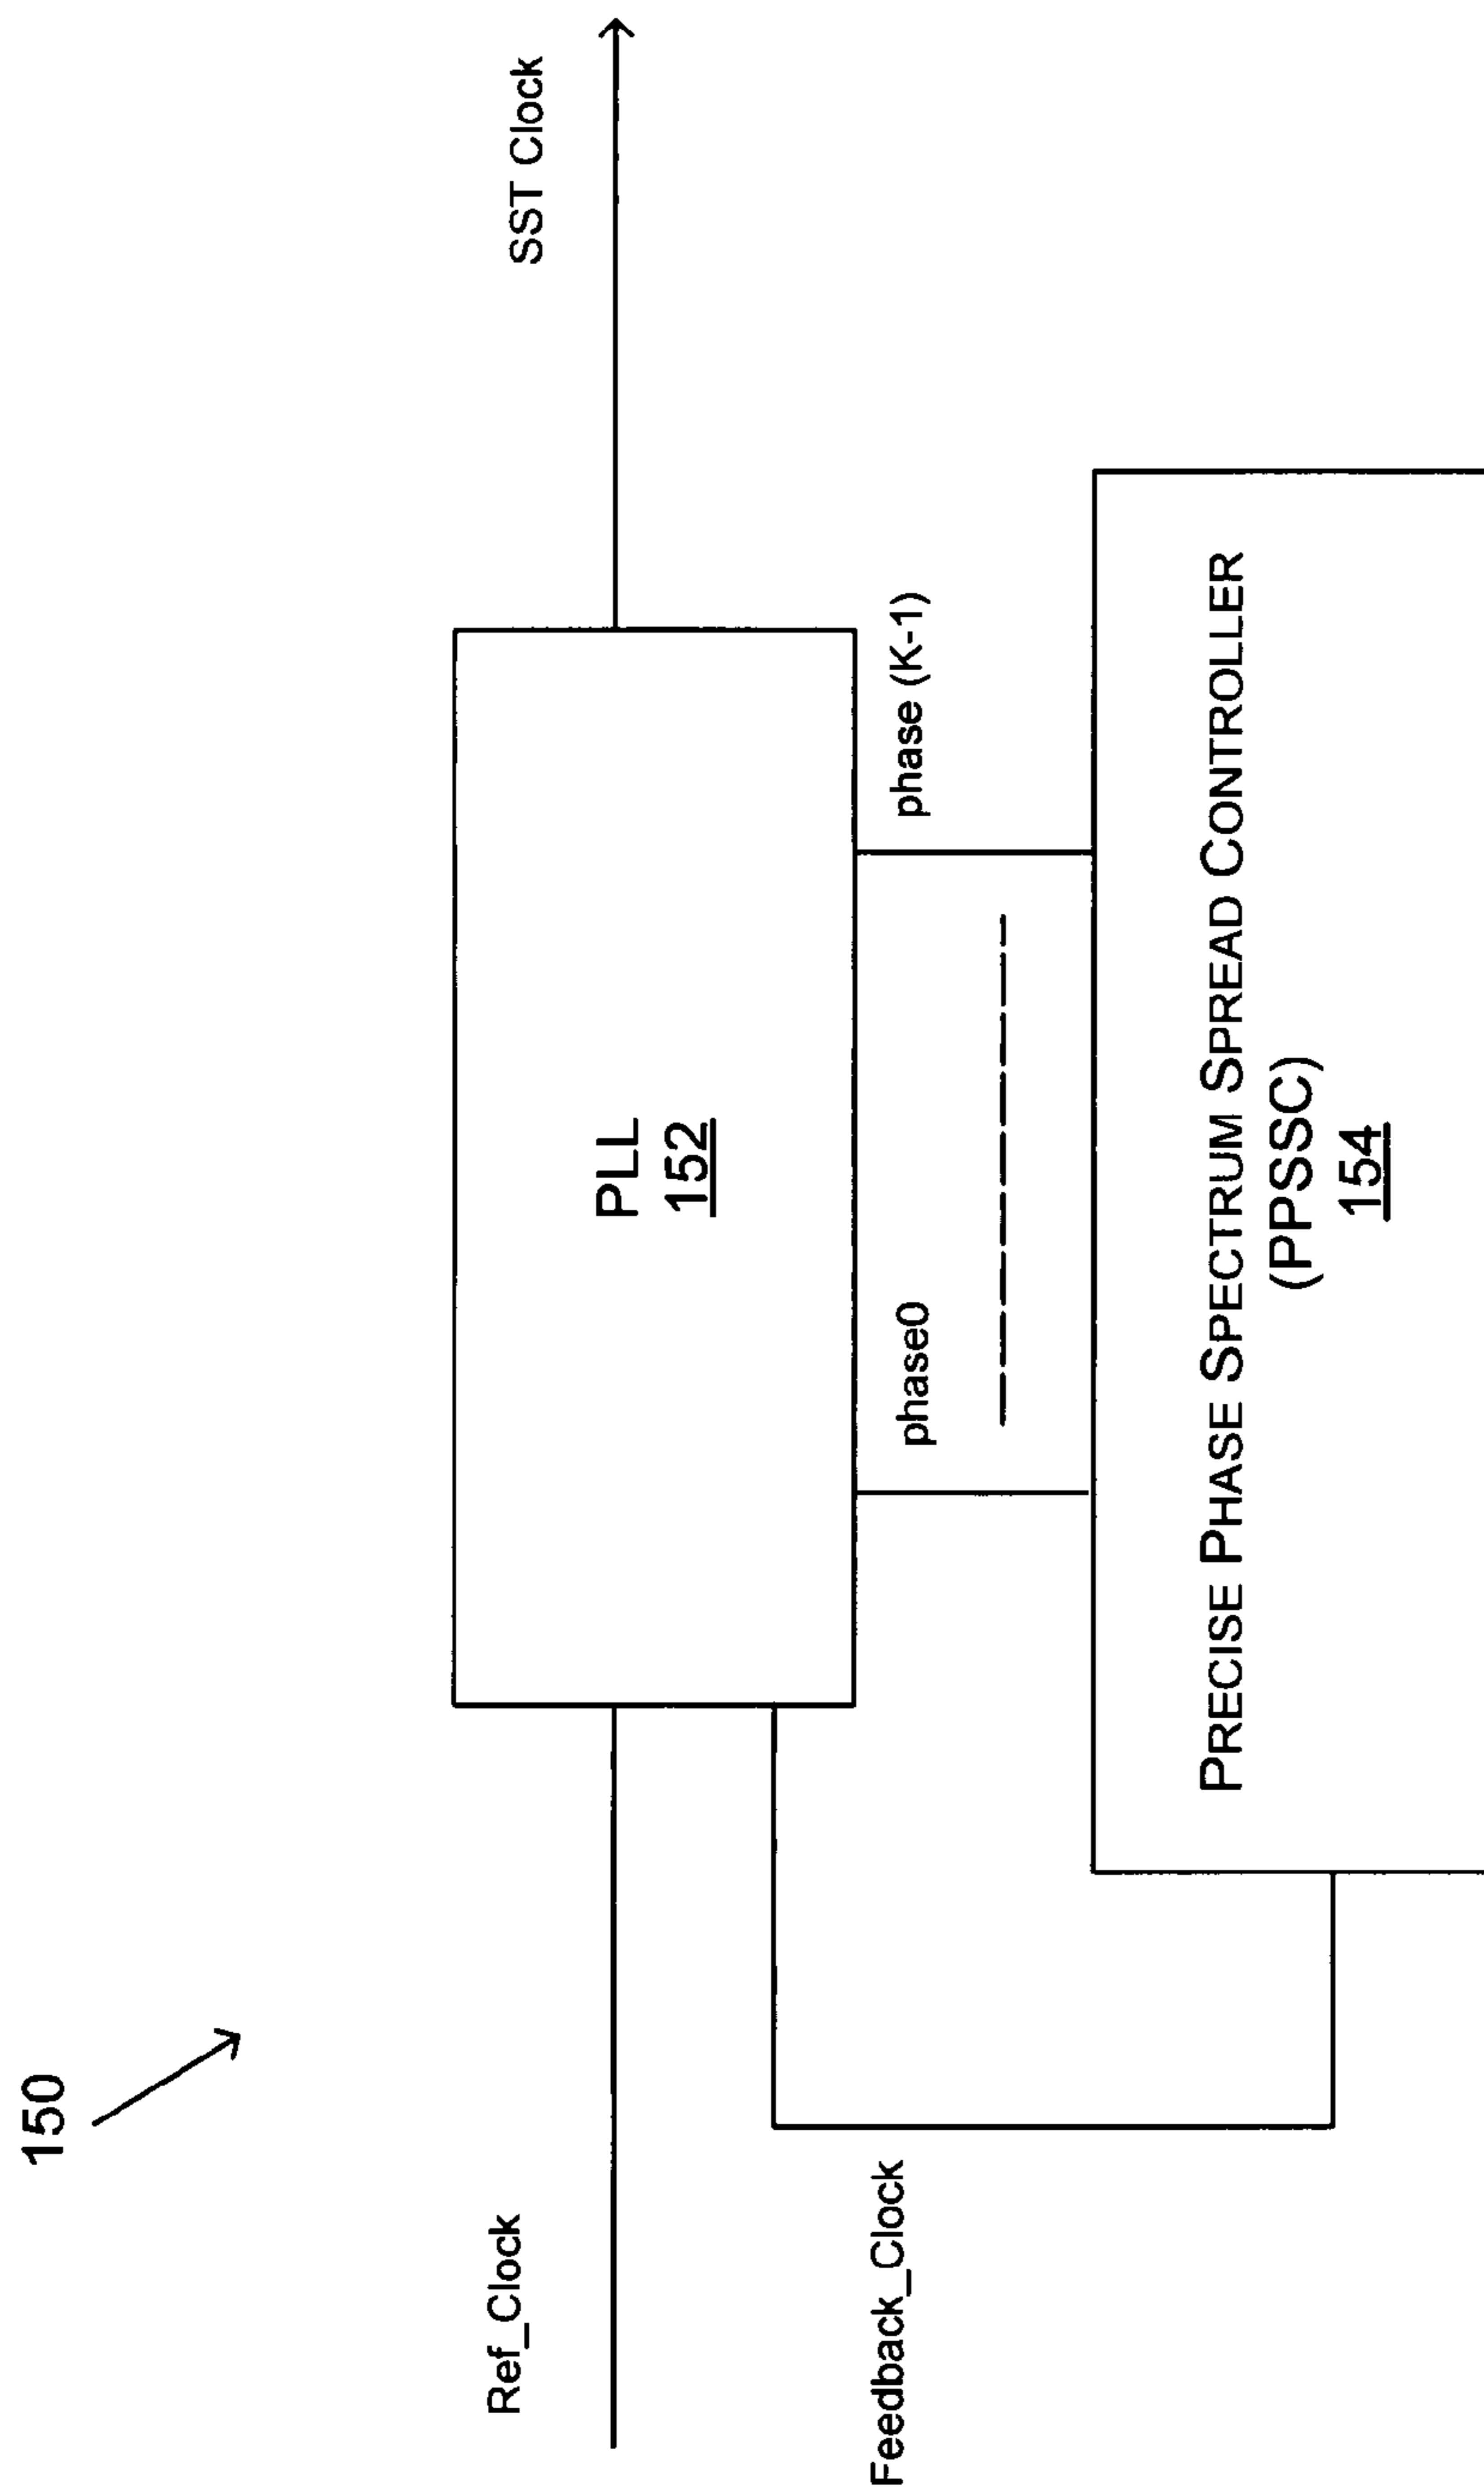 150
Ref_Clock
SST Clock
PLL
152
Feedback_Clock
phase0
phase (K-1)
PRECISE PHASE SPECTRUM SPREAD CONTROLLER
(PPSSC)
154